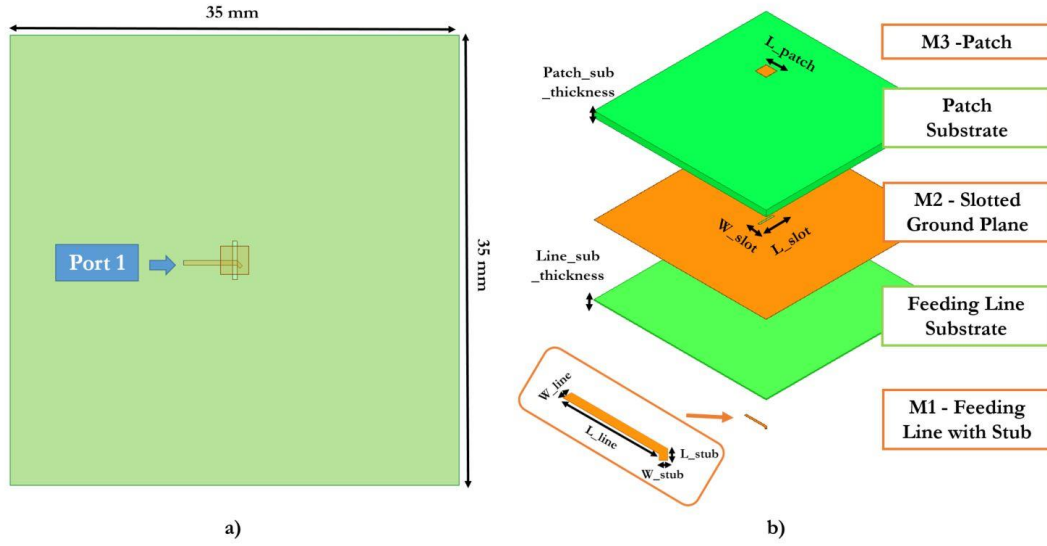 35 mm
35 mm
Port 1
a)
L_patch
Patch_sub
_thickness
W_slot
L_slot
Line_sub
_thickness
W_line
L_line
L_stub
W_stub
M3 -Patch
Patch
Substrate
M2 - Slotted
Ground Plane
Feeding Line
Substrate
M1 - Feeding
Line with Stub
b)